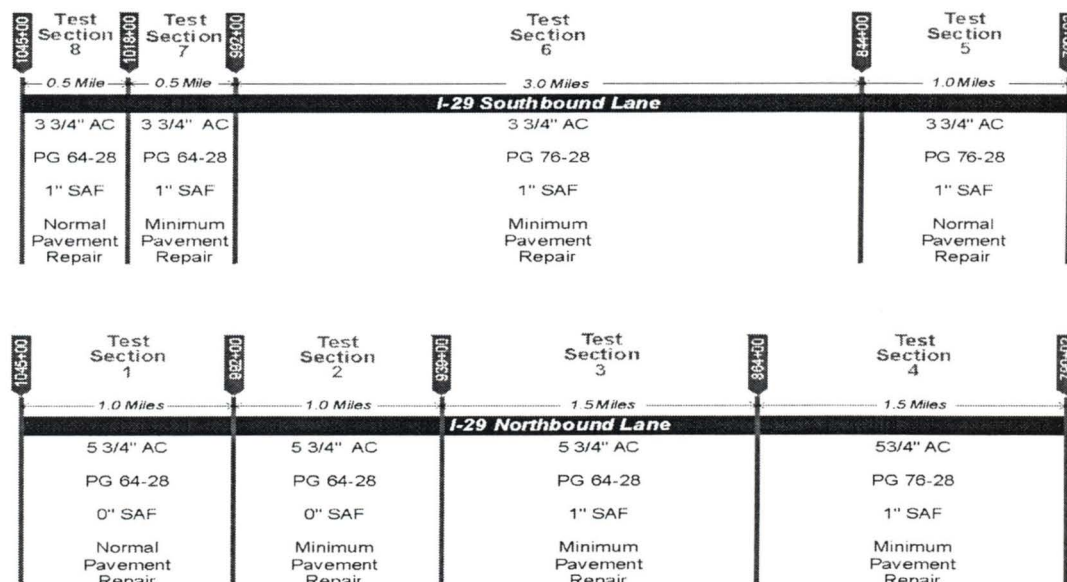 1045+00
Test
Section
8
1018+00
Test
Section
7
992+00
Test
Section
6
844+00
Test
Section
5
0.5 Mile
0.5 Mile
3.0 Miles
1.0 Miles
I-29 Southbound Lane
3 3/4" AC
3 3/4" AC
3 3/4" AC
3 3/4" AC
PG 64-28
PG 64-28
PG 76-28
PG 76-28
1" SAF
1" SAF
1" SAF
1" SAF
Normal
Pavement
Repair
Minimum
Pavement
Repair
Minimum
Pavement
Repair
Normal
Pavement
Repair
1045+00
Test
Section
1
992+00
Test
Section
2
939+00
Test
Section
3
864+00
Test
Section
4
1.0 Miles
1.0 Miles
1.5 Miles
1.5 Miles
I-29 Northbound Lane
5 3/4" AC
5 3/4" AC
5 3/4" AC
53/4" AC
PG 64-28
PG 64-28
PG 64-28
PG 76-28
0" SAF
0" SAF
1" SAF
1" SAF
Normal
Pavement
Repair
Minimum
Pavement
Repair
Minimum
Pavement
Repair
Minimum
Pavement
Repair